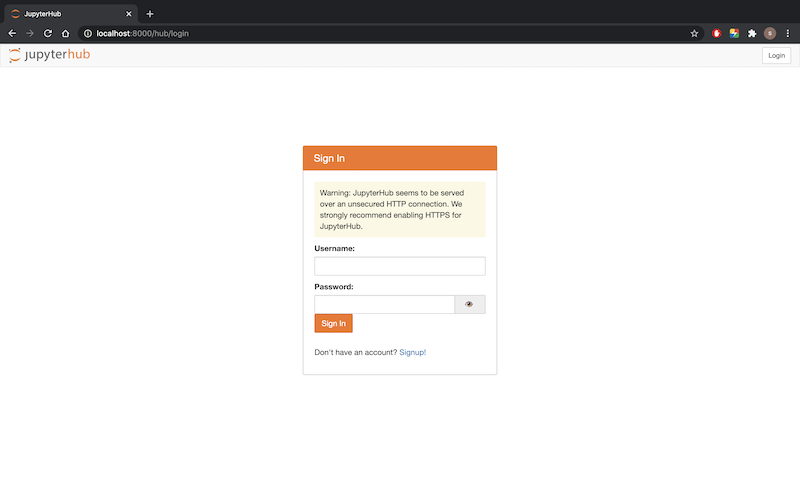 JupyterHub
localhost:8000/hub/login
S
jupyterhub
Login
Sign In
Warning: JupyterHub seems to be served
over an unsecured HTTP connection. We
strongly recommend enabling HTTPS for
JupyterHub.
Username:
Password:
Sign In
Don't have an account? Signup!